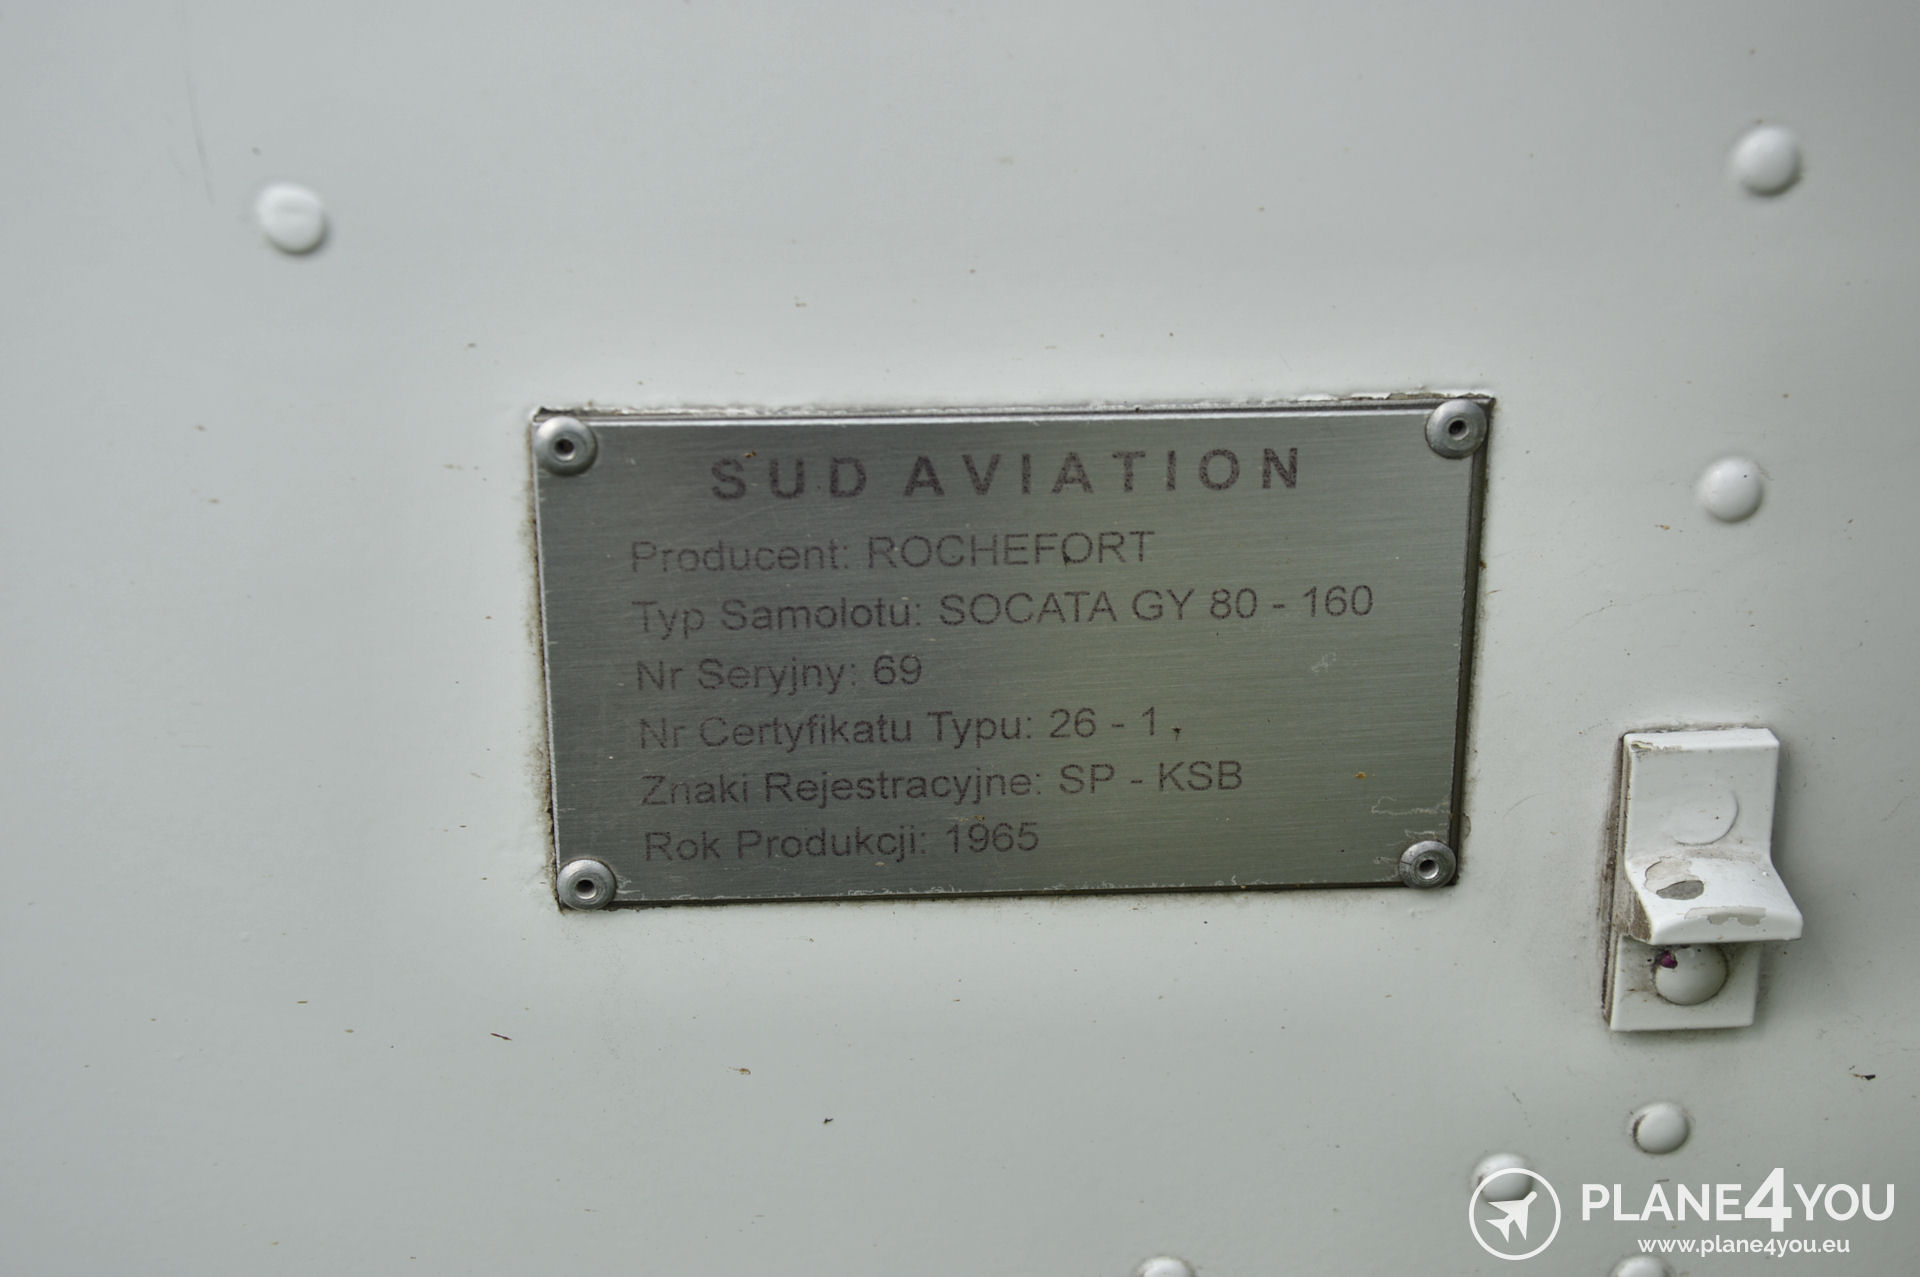 SUD AVIATION
Producent: ROCHEFORT
Typ Samolotu: SOCATA GY 80 - 160
Nr Seryjny: 69
Nr Certyfikatu Typu: 26 - 1,
Znaki Rejestracyjne: SP - KSB
Rok Produkcji: 1965
PLANE4YOU
www.plane4you.eu